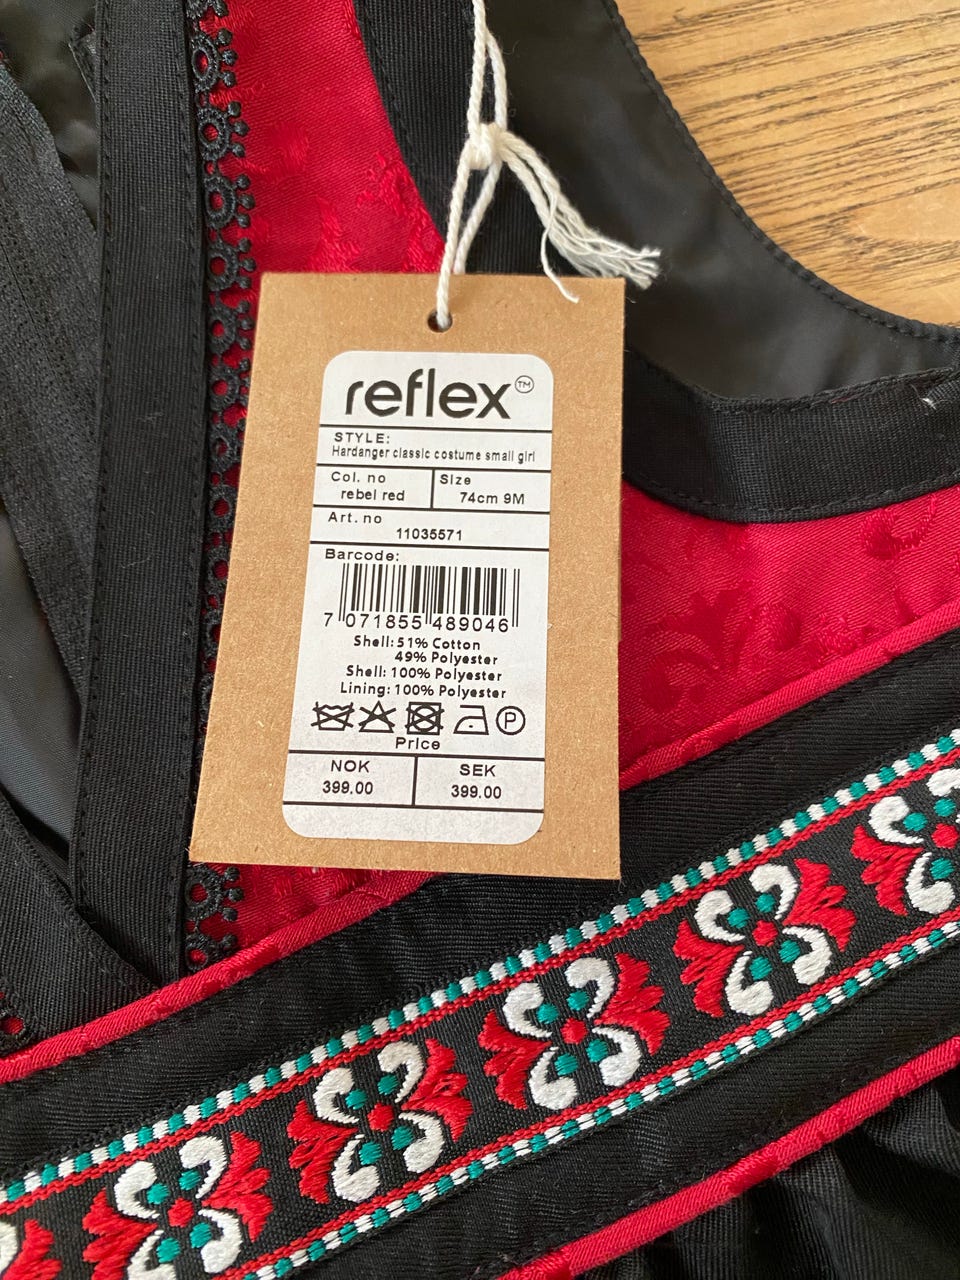 reflex™
STYLE:
Hardanger classic costume small girl
Col. no
rebel red
Size
74cm 9M
Art. no
11035571
Barcode:
7 071855 489046
Shell: 51% Cotton
49% Polyester
Shell: 100% Polyester
Lining: 100% Polyester
P
Price
NOK
399.00
SEK
399.00